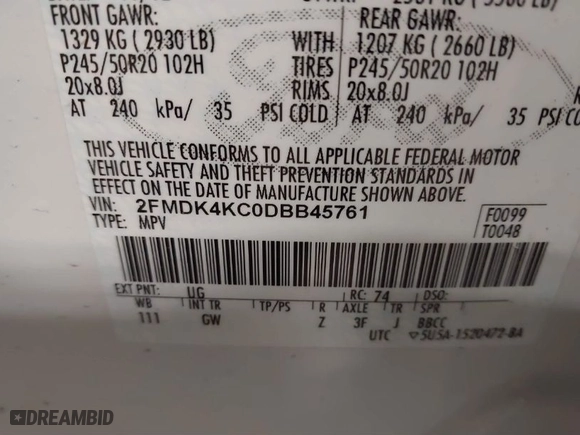 FRONT GAWR:
1329 KG ( 2930 LB)
P245/50R20 102H
20x8.0J
AT 240 kPa/ 35 PSI COLD
WITH
TIRES
RIMS
REAR GAWR:
1207 KG ( 2660 LB)
P245/50R20 102H
20x8.0J
AT 240 kPa/ 35 PSI COLD
THIS VEHICLE CONFORMS TO ALL APPLICABLE FEDERAL MOTOR
VEHICLE SAFETY AND THEFT PREVENTION STANDARDS IN
EFFECT ON THE DATE OF MANUFACTURE SHOWN ABOVE.
VIN: 2FMDK4KC0DBB45761
TYPE: MPV
F0099
T0048
EXT PNT: UG RC: 74 DSO:
WB INT TR TP/PS R AXLE TR SPR
111 GW Z 3F J BBCC
UTC 5U5A-1520472-BA
DREAMBID